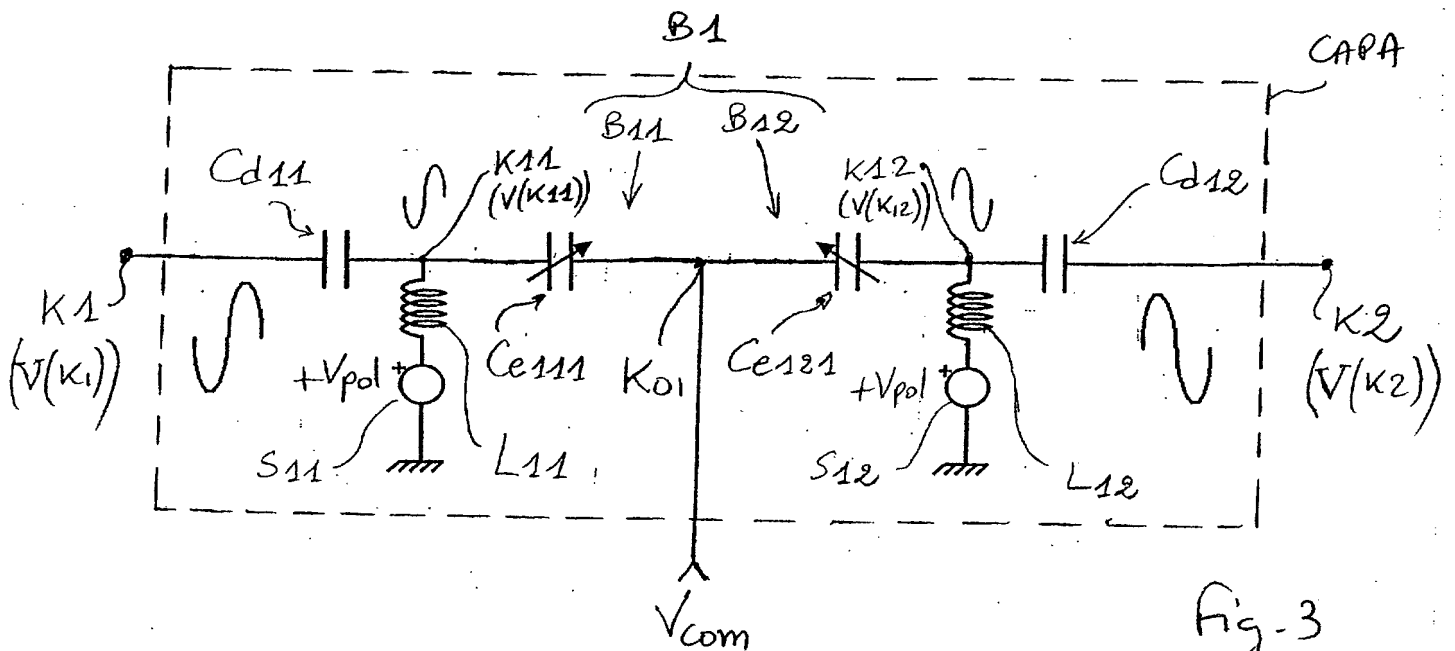 B1
CAPA
B11
B12
Cd11
K11
(V(K11))
K12
(V(K12))
Cd12
K1
(V(K1))
Ce111
K01
Ce121
K2
(V(K2))
+Vpol
+
+Vpol
+
S11
L11
S12
L12
Vcom
Fig-3